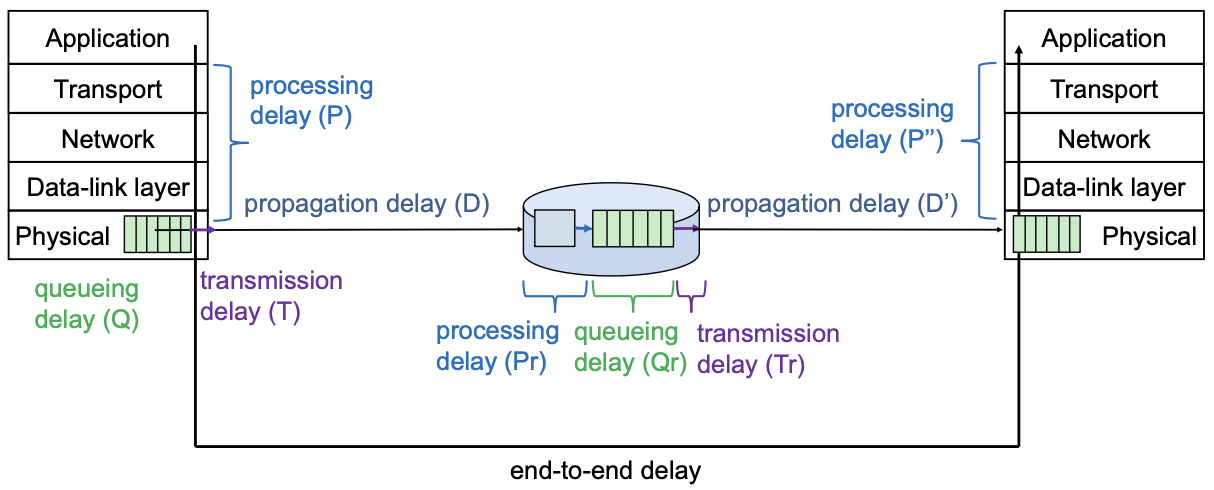 Application
Transport
Network
Data-link layer
Physical
processing
delay (P)
propagation delay (D)
queueing
delay (Q)
transmission
delay (T)
processing
delay (Pr)
queueing
delay (Qr)
transmission
delay (Tr)
propagation delay (D’)
processing
delay (P”)
Application
Transport
Network
Data-link layer
Physical
end-to-end delay